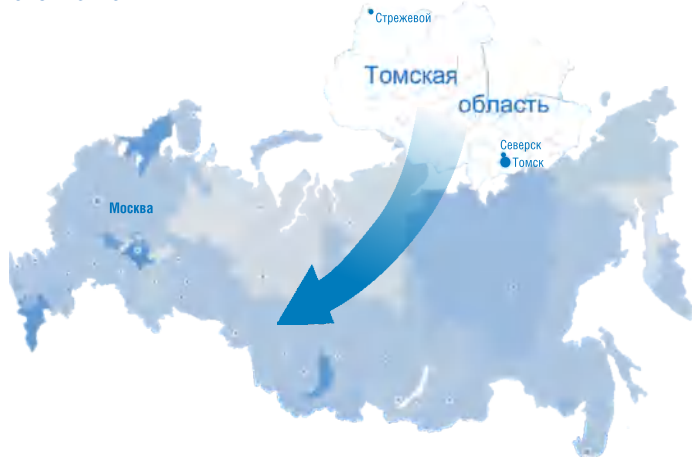 Стрежевой
Томская
область
Северск
Томск
Москва